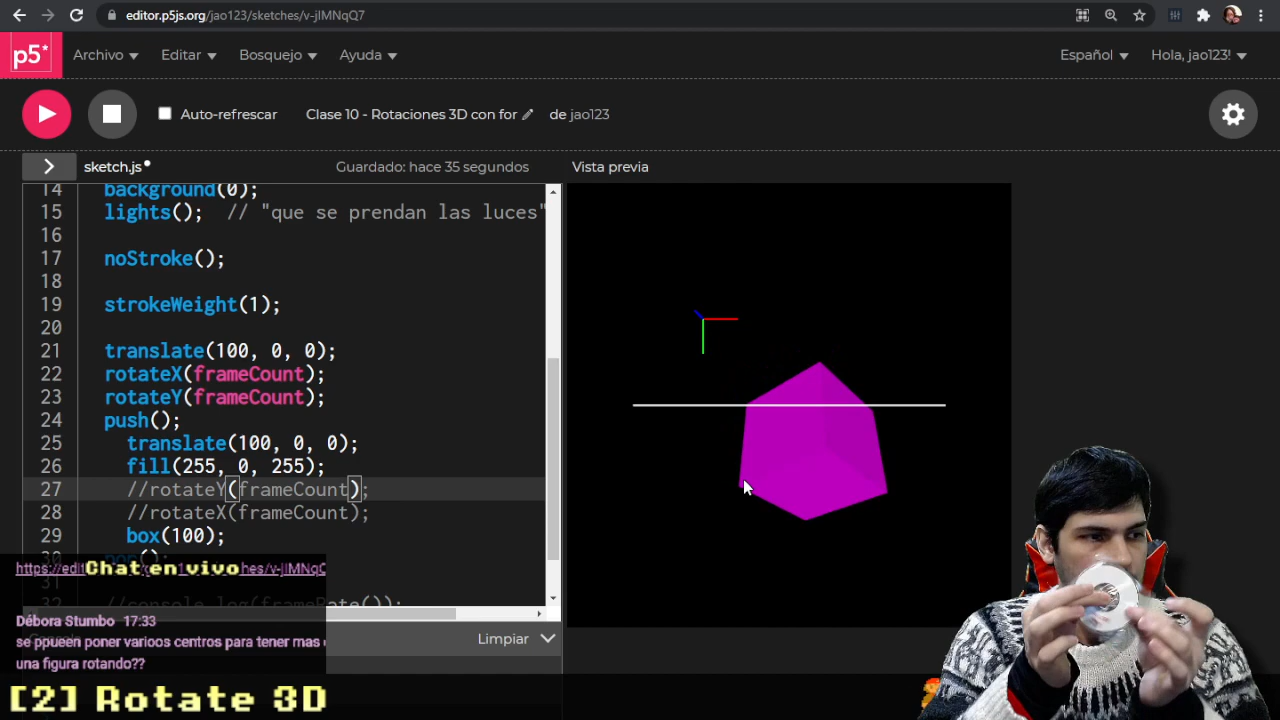 editor.p5js.org/jao123/sketches/v-jIMNqQ7
p5*
Archivo
Editar
Bosquejo
Ayuda
Español
Hola, jao123!
Auto-refrescar
Clase 10 - Rotaciones 3D con for
de jao123
sketch.js
Guardado: hace 35 segundos
Vista previa
14 background(0);
15 lights(); // "que se prendan las luces"
16
17 noStroke();
18
19 strokeWeight(1);
20
21 translate(100, 0, 0);
22 rotateX(frameCount);
23 rotateY(frameCount);
24 push();
25 translate(100, 0, 0);
26 fill(255, 0, 255);
27 //rotateY(frameCount);
28 //rotateX(frameCount);
29 box(100);
Limpiar
Chat en vivo
Débora Stumbo 17:33
se ppueen poner varioos centros para tener mas
una figura rotando??
[2] Rotate 3D